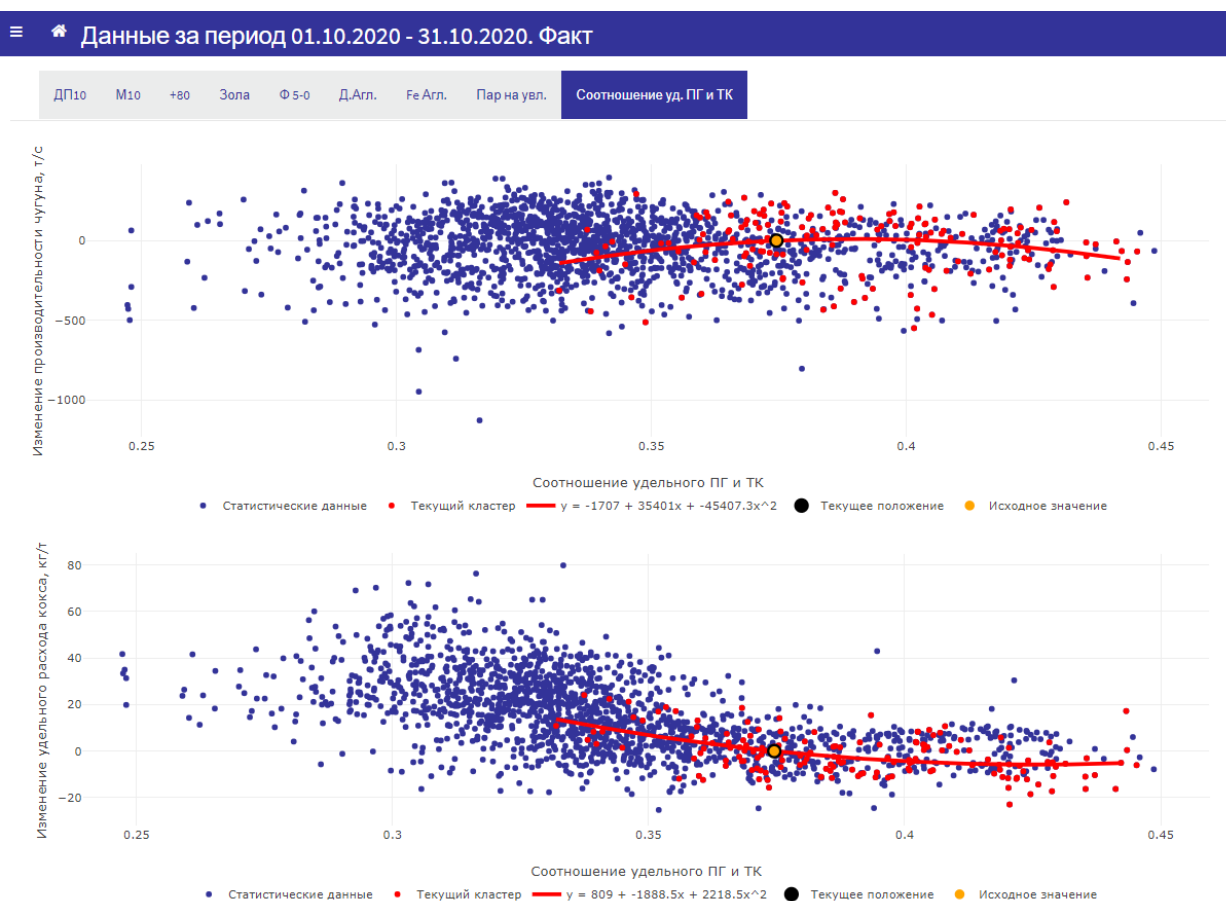 Данные за период 01.10.2020 - 31.10.2020. Факт
ДП10 М10 +80 Зола Ф 5-0 Д.Агл. Fe Агл. Пар на увл. Соотношение уд. ПГ и ТК
Изменение производительности чугуна, т/с
0
−500
−1000
0.25 0.3 0.35 0.4 0.45
Соотношение удельного ПГ и ТК
Статистические данные Текущий кластер y = -1707 + 35401x + -45407.3x^2 Текущее положение Исходное значение
Изменение удельного расхода кокса, кг/т
80
60
40
20
0
−20
0.25 0.3 0.35 0.4 0.45
Соотношение удельного ПГ и ТК
Статистические данные Текущий кластер y = 809 + -1888.5x + 2218.5x^2 Текущее положение Исходное значение